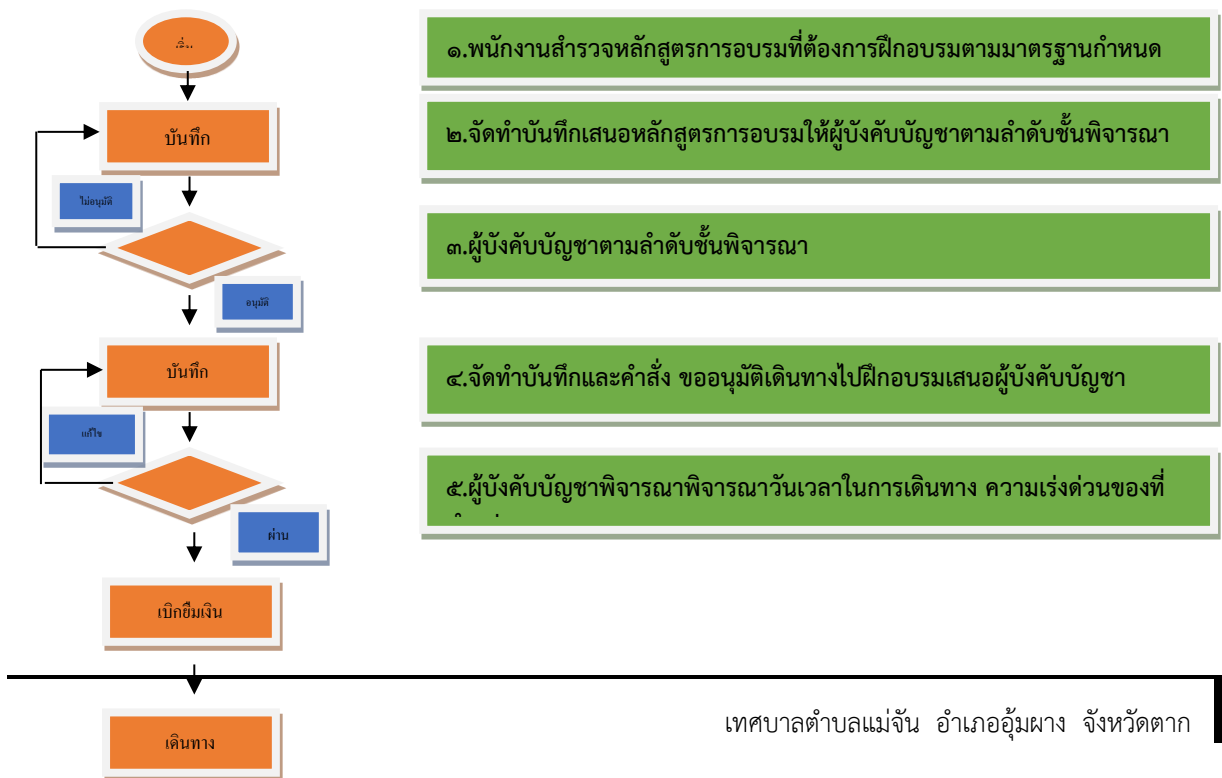 ๑.พนักงานสำรวจหลักสูตรการอบรมที่ต้องการฝึกอบรมตามมาตรฐานกำหนด
บันทึก
๒.จัดทำบันทึกเสนอหลักสูตรการอบรมให้ผู้บังคับบัญชาตามลำดับชั้นพิจารณา
ไม่อนุมัติ
๓.ผู้บังคับบัญชาตามลำดับชั้นพิจารณา
อนุมัติ
บันทึก
๔.จัดทำบันทึกและคำสั่ง ขออนุมัติเดินทางไปฝึกอบรมเสนอผู้บังคับบัญชา
แก้ไข
๕.ผู้บังคับบัญชาพิจารณาพิจารณาวันเวลาในการเดินทาง ความเร่งด่วนของที่
ผ่าน
เบิกยืมเงิน
เทศบาลตำบลแม่จัน อำเภออุ้มผาง จังหวัดตาก
เดินทาง